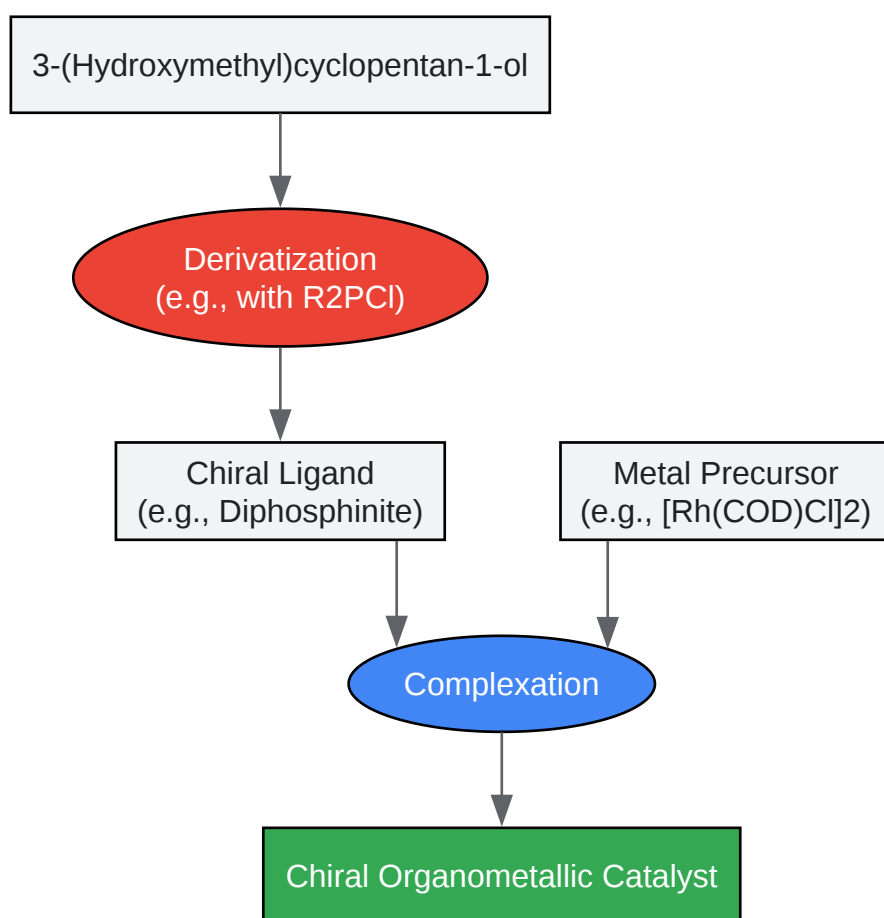 3-(Hydroxymethyl)cyclopentan-1-ol
Derivatization
(e.g., with R2PCl)
Chiral Ligand
(e.g., Diphosphinite)
Metal Precursor
(e.g., [Rh(COD)Cl]2)
Complexation
Chiral Organometallic Catalyst